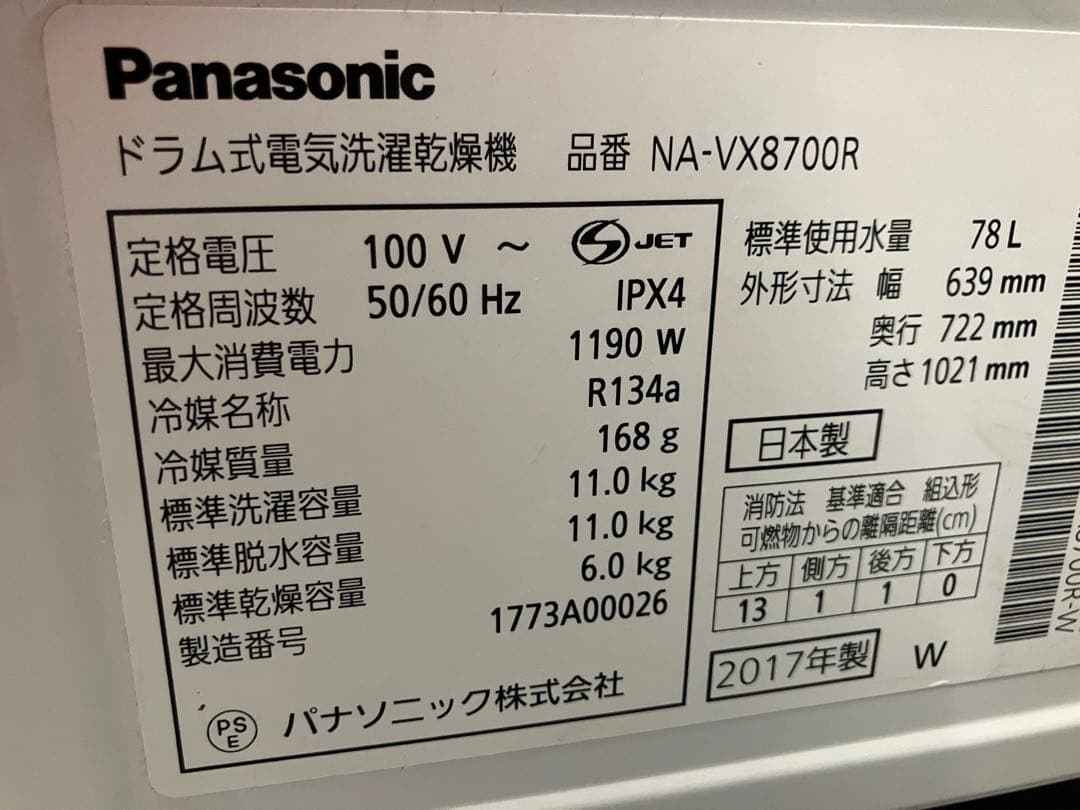 Panasonic
ドラム式電気洗濯乾燥機 品番 NA-VX8700R
定格電圧 100 V ～ JET
定格周波数 50/60 Hz IPX4
最大消費電力 1190 W
冷媒名称 R134a
冷媒質量 168 g
標準洗濯容量 11.0 kg
標準脱水容量 11.0 kg
標準乾燥容量 6.0 kg
製造番号 1773A00026
PS
E
パナソニック株式会社
標準使用水量 78 L
外形寸法 幅 639 mm
奥行 722 mm
高さ 1021 mm
日本製
消防法 基準適合 組込形
可燃物からの離隔距離(cm)
上方 側方 後方 下方
13 1 1 0
2017年製 W
8700R-W